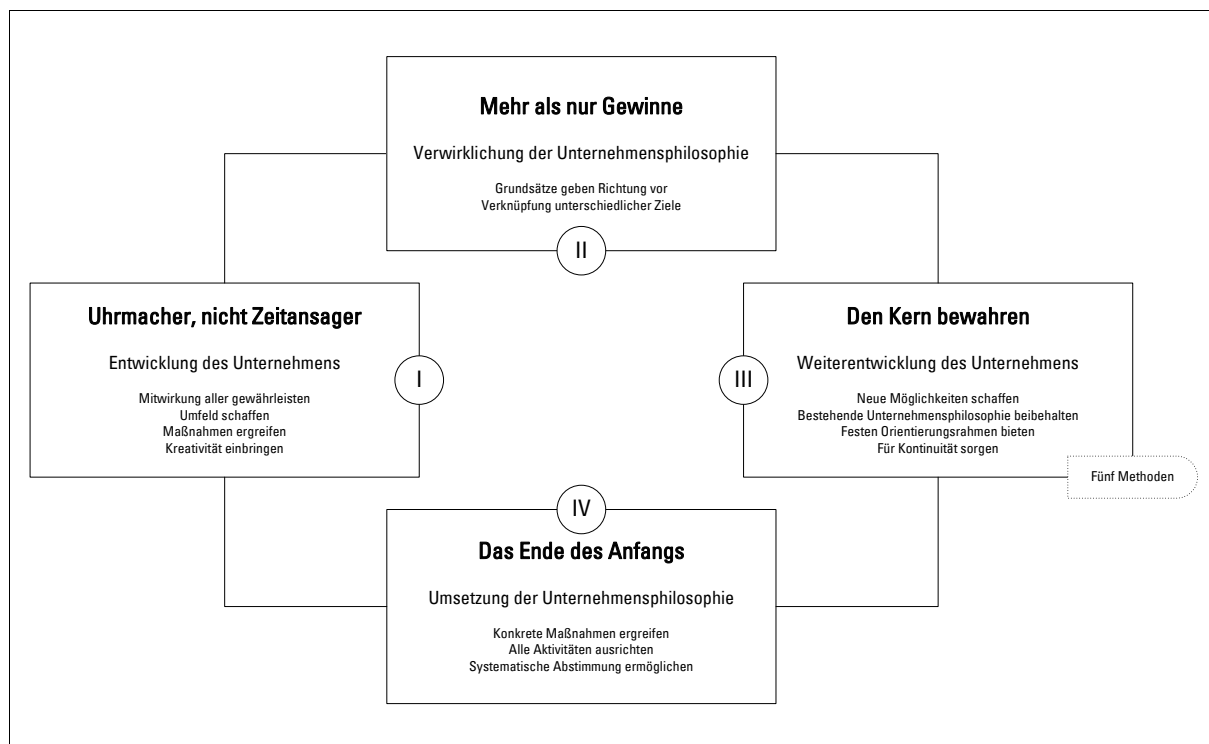 Mehr als nur Gewinne
Verwirklichung der Unternehmensphilosophie
Grundsätze geben Richtung vor
Verknüpfung unterschiedlicher Ziele
II
Uhrmacher, nicht Zeitansager
Entwicklung des Unternehmens
Mitwirkung aller gewährleisten
Umfeld schaffen
Maßnahmen ergreifen
Kreativität einbringen
I
Den Kern bewahren
Weiterentwicklung des Unternehmens
Neue Möglichkeiten schaffen
Bestehende Unternehmensphilosophie beibehalten
Festen Orientierungsrahmen bieten
Für Kontinuität sorgen
III
Fünf Methoden
IV
Das Ende des Anfangs
Umsetzung der Unternehmensphilosophie
Konkrete Maßnahmen ergreifen
Alle Aktivitäten ausrichten
Systematische Abstimmung ermöglichen